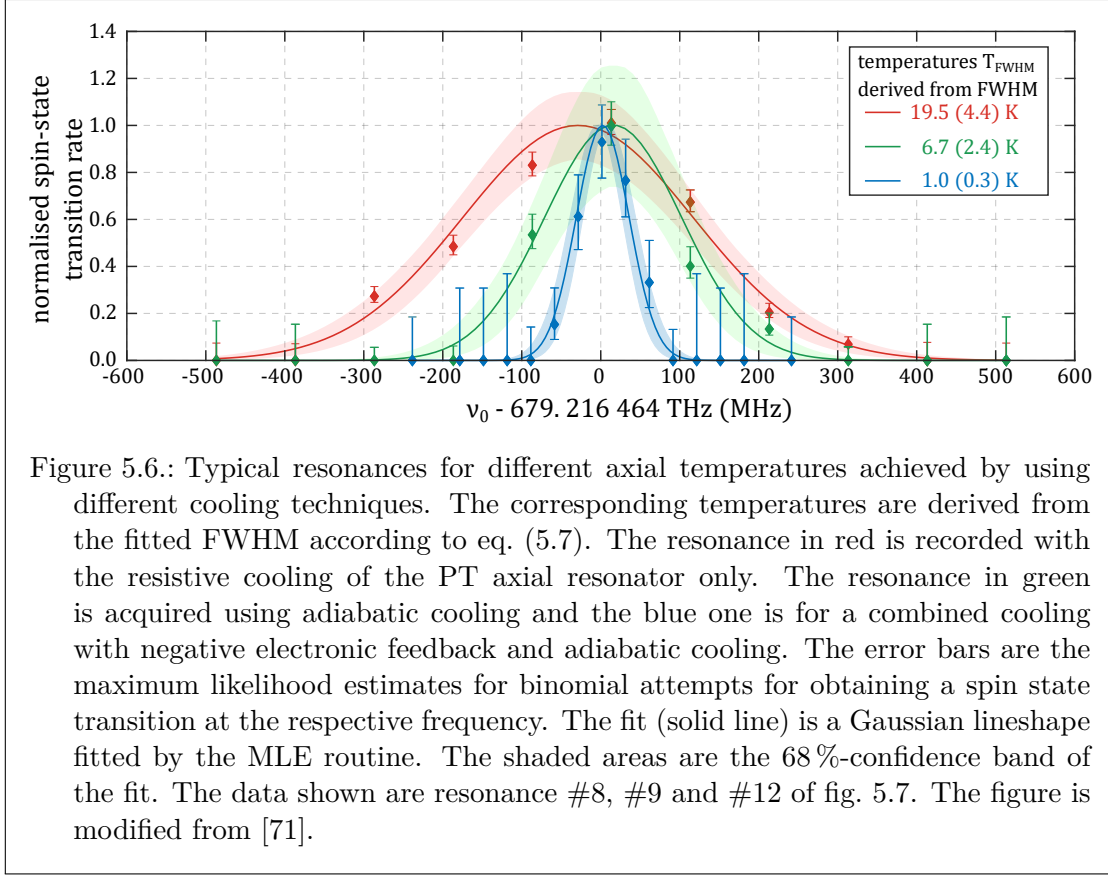 1.4
1.2
1.0
0.8
0.6
0.4
0.2
0.0
normalised spin-state
transition rate
temperatures T_FWHM
derived from FWHM
19.5 (4.4) K
6.7 (2.4) K
1.0 (0.3) K
-600 -500 -400 -300 -200 -100 0 100 200 300 400 500 600
ν₀ - 679. 216 464 THz (MHz)
Figure 5.6.: Typical resonances for different axial temperatures achieved by using
different cooling techniques. The corresponding temperatures are derived from
the fitted FWHM according to eq. (5.7). The resonance in red is recorded with
the resistive cooling of the PT axial resonator only. The resonance in green
is acquired using adiabatic cooling and the blue one is for a combined cooling
with negative electronic feedback and adiabatic cooling. The error bars are the
maximum likelihood estimates for binomial attempts for obtaining a spin state
transition at the respective frequency. The fit (solid line) is a Gaussian lineshape
fitted by the MLE routine. The shaded areas are the 68 %-confidence band of
the fit. The data shown are resonance #8, #9 and #12 of fig. 5.7. The figure is
modified from [71].